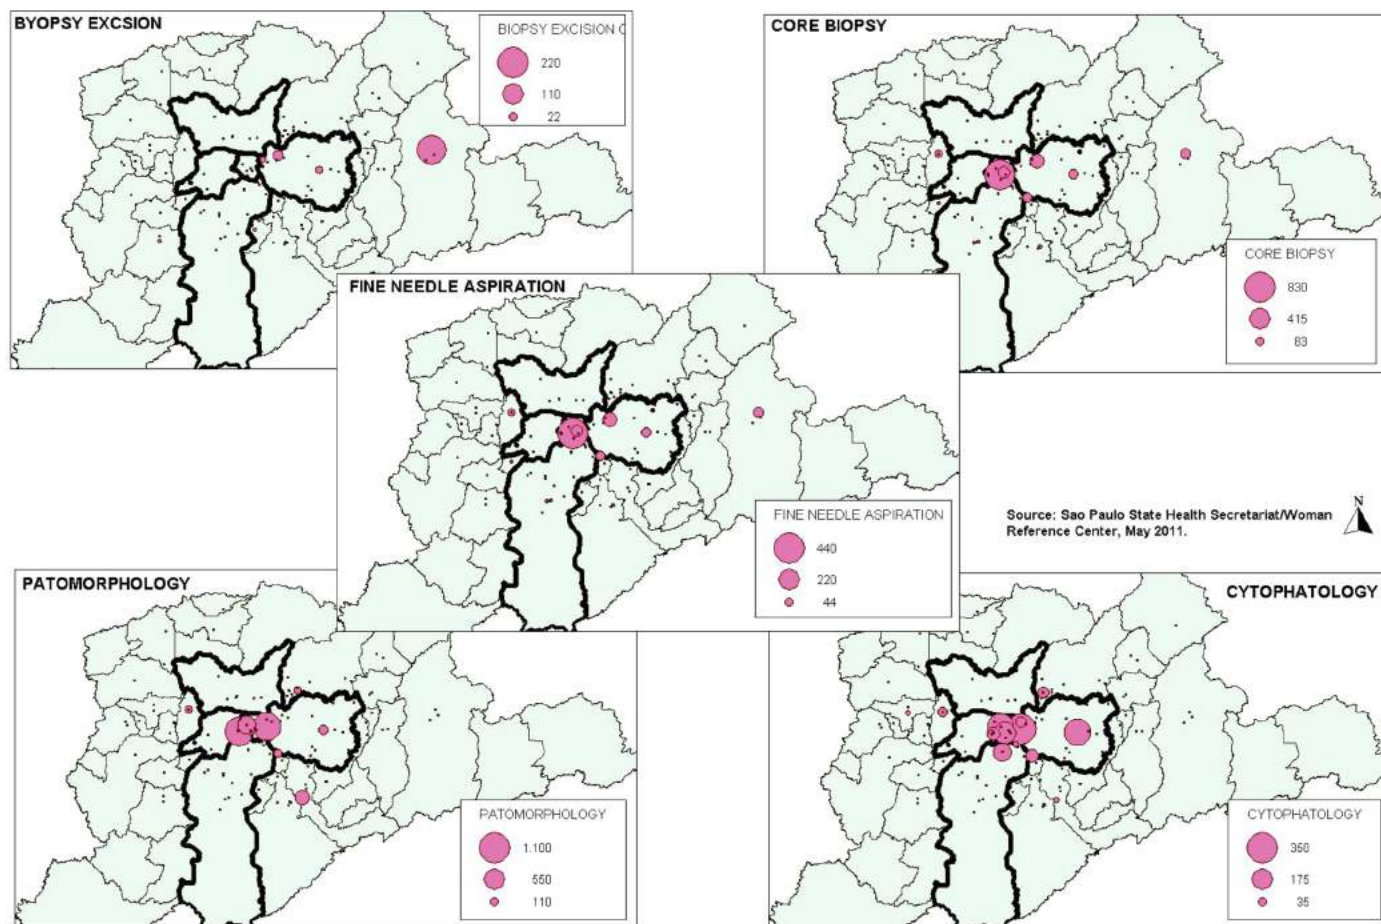 BYOPSY EXCSION
BIOPSY EXCISION C
220
110
22
CORE BIOPSY
CORE BIOPSY
830
415
83
FINE NEEDLE ASPIRATION
FINE NEEDLE ASPIRATION
440
220
44
Source: Sao Paulo State Health Secretariat/Woman
Reference Center, May 2011.
N
PATOMORPHOLOGY
PATOMORPHOLOGY
1.100
550
110
CYTOPHATOLOGY
CYTOPHATOLOGY
350
175
35